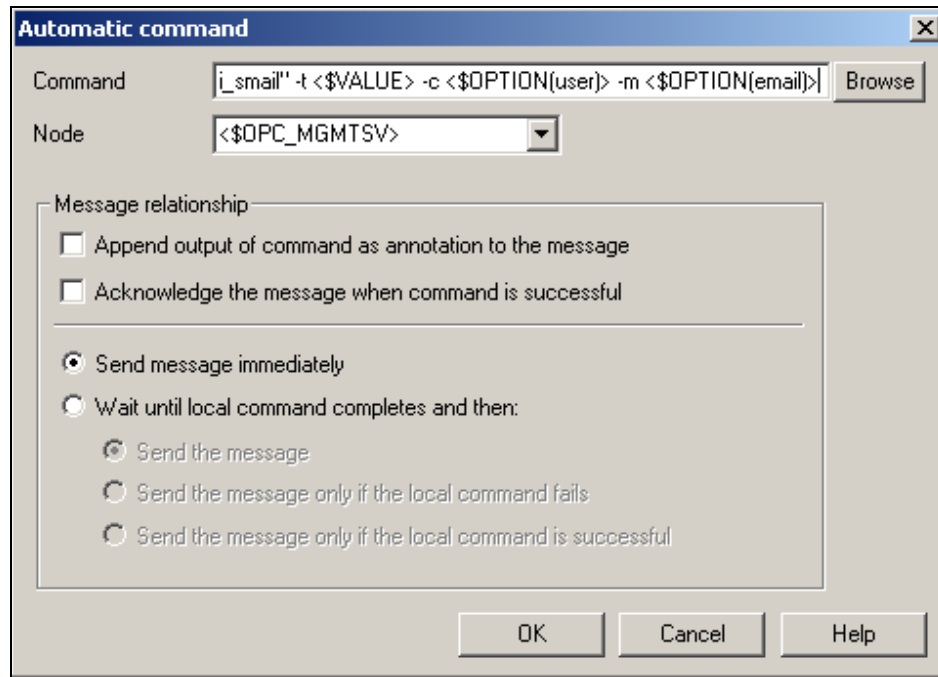 Automatic command
Command i_smail" -t <$VALUE> -c <$OPTION(user)> -m <$OPTION(email)> Browse
Node <$OPC_MGMTSV>
Message relationship
Append output of command as annotation to the message
Acknowledge the message when command is successful
Send message immediately
Wait until local command completes and then:
Send the message
Send the message only if the local command fails
Send the message only if the local command is successful
OK Cancel Help